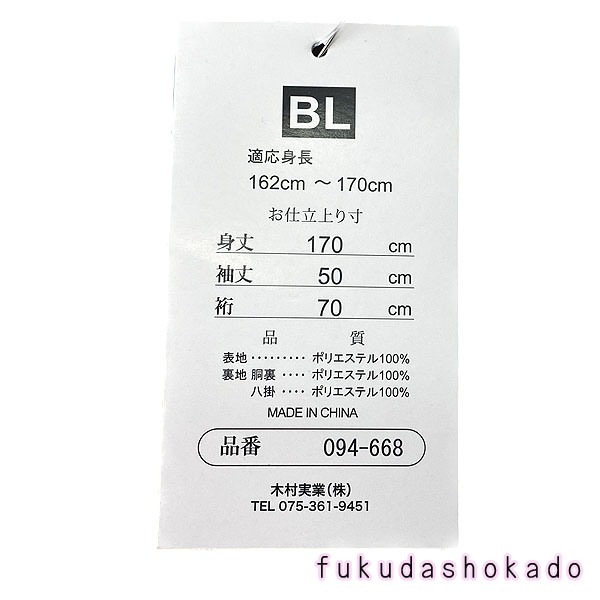 BL
適応身長
162cm ～170cm
お仕立上り寸
身丈 170 cm
袖丈 50 cm
裄 70 cm
品 質
表地 ‥‥‥‥ ポリエステル100%
裏地 胴裏 ‥‥ ポリエステル100%
八掛 ‥‥ ポリエステル100%
MADE IN CHINA
品番 094-668
木村実業(株)
TEL 075-361-9451
fukudashokado